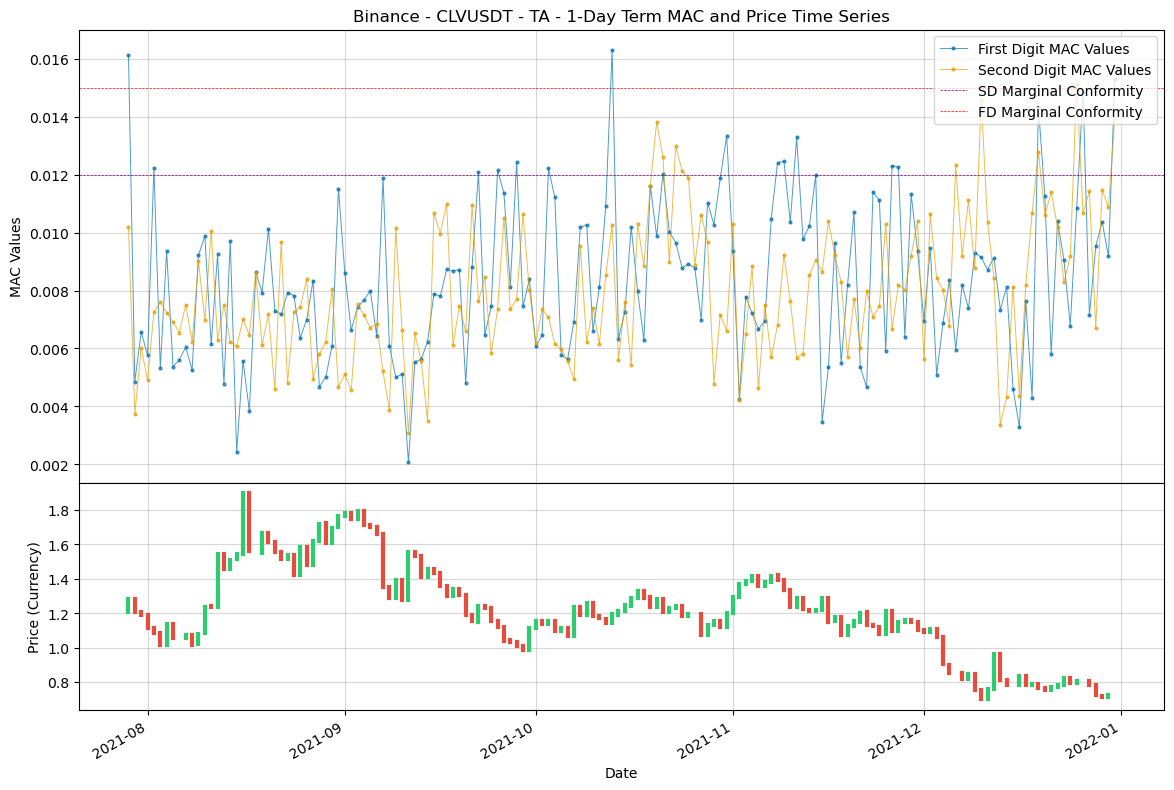 Binance - CLVUSDT - TA - 1-Day Term MAC and Price Time Series
First Digit MAC Values
Second Digit MAC Values
SD Marginal Conformity
FD Marginal Conformity
MAC Values
0.016
0.014
0.012
0.010
0.008
0.006
0.004
0.002
Price (Currency)
1.8
1.6
1.4
1.2
1.0
0.8
2021-08
2021-09
2021-10
2021-11
2021-12
2022-01
Date